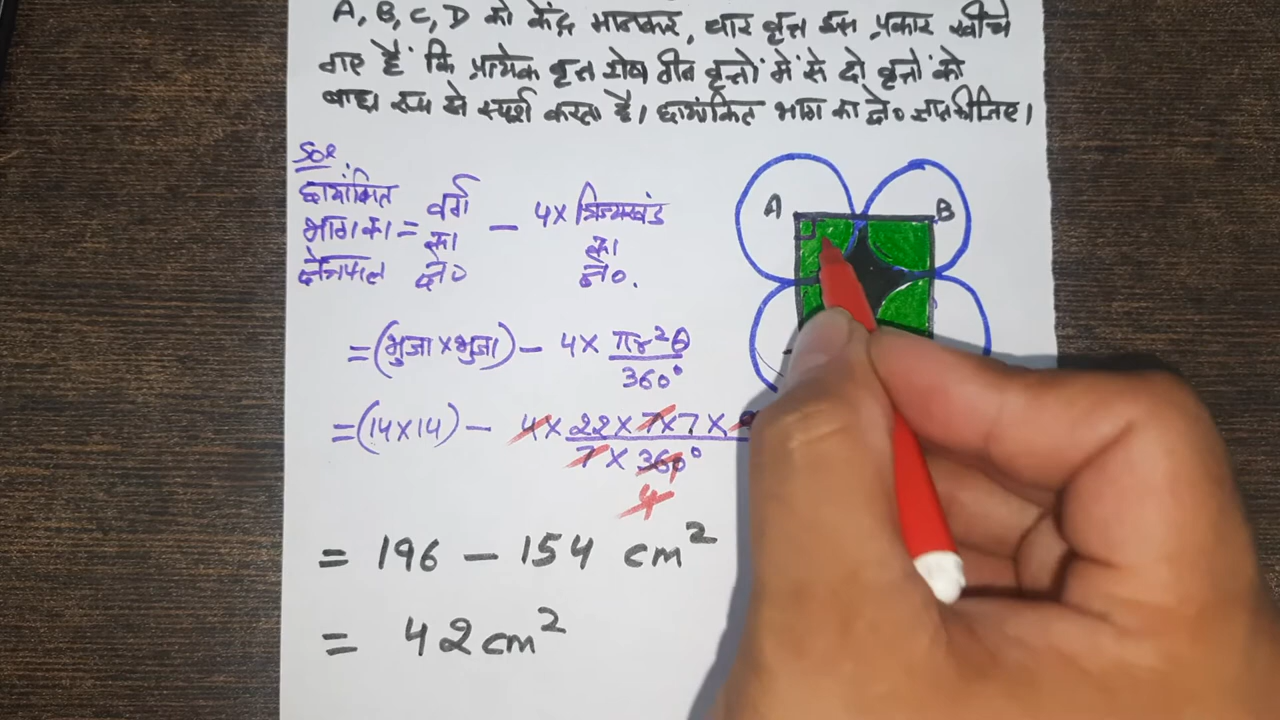 A, B, C, D को केंद्र मानकर, चार वृत्त इस प्रकार खींचे
गए हैं कि प्रत्येक वृत्त शेष तीन वृत्तों में से दो वृत्तों को
बाह्य रूप से स्पर्श करता है। छायांकित भाग का क्षे० ज्ञात कीजिए।
Sol.
छायांकित भाग का क्षेत्रफल = वर्ग का क्षे० - 4 x त्रिज्यखंड का क्षे०.
= (भुजा x भुजा) - 4 x πr²θ / 360°
= (14 x 14) - 4 x 22 x 7 x 7 x / 7 x 360°
4
= 196 - 154 cm²
= 42 cm²
A B